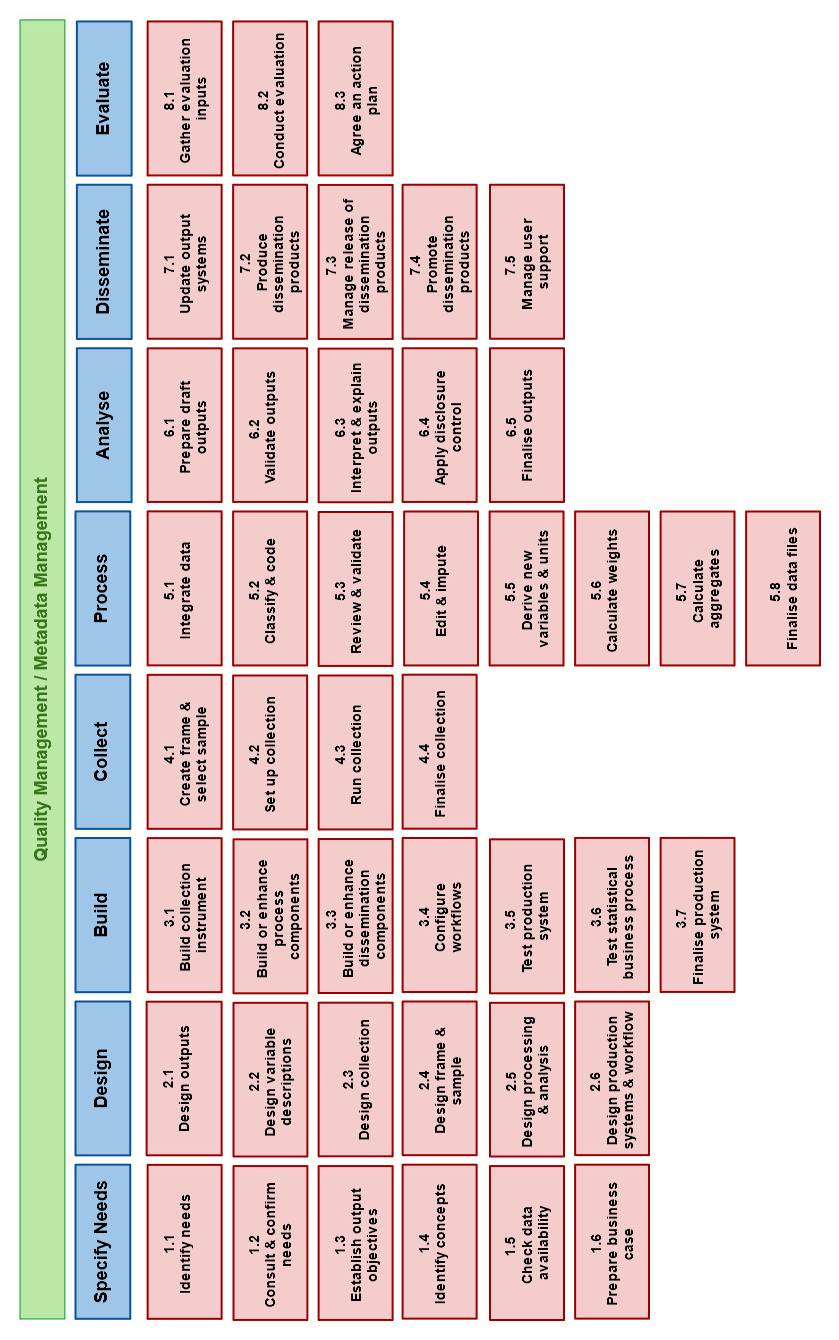 Quality Management / Metadata Management
Specify Needs
Design
Build
Collect
Process
Analyse
Disseminate
Evaluate
1.1
Identify needs
1.2
Consult & confirm
needs
1.3
Establish output
objectives
1.4
Identify concepts
1.5
Check data
availability
1.6
Prepare business
case
2.1
Design outputs
2.2
Design variable
descriptions
2.3
Design collection
2.4
Design frame &
sample
2.5
Design processing
& analysis
2.6
Design production
systems & workflow
3.1
Build collection
instrument
3.2
Build or enhance
process
components
3.3
Build or enhance
dissemination
components
3.4
Configure
workflows
3.5
Test production
system
3.6
Test statistical
business process
3.7
Finalise production
system
4.1
Create frame &
select sample
4.2
Set up collection
4.3
Run collection
4.4
Finalise collection
5.1
Integrate data
5.2
Classify & code
5.3
Review & validate
5.4
Edit & impute
5.5
Derive new
variables & units
5.6
Calculate weights
5.7
Calculate
aggregates
5.8
Finalise data files
6.1
Prepare draft
outputs
6.2
Validate outputs
6.3
Interpret & explain
outputs
6.4
Apply disclosure
control
6.5
Finalise outputs
7.1
Update output
systems
7.2
Produce
dissemination
products
7.3
Manage release of
dissemination
products
7.4
Promote
dissemination
products
7.5
Manage user
support
8.1
Gather evaluation
inputs
8.2
Conduct evaluation
8.3
Agree an action
plan